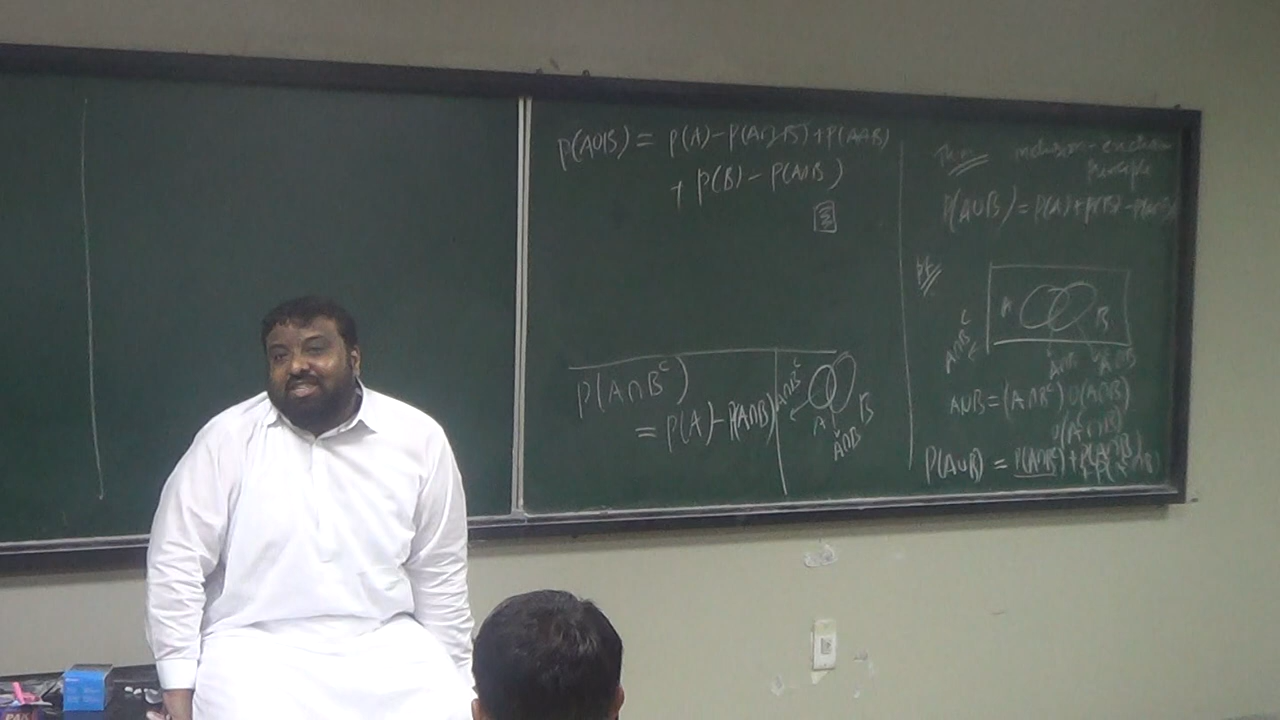 Thm inclusion-exclusion
Principle
P(A∪B) = P(A)+P(B)-P(A∩B)
Pf
A B
A∩B^c
A∩B A^c∩B
A∪B = (A∩B^c) ∪ (A∩B)
∪ (A^c∩B)
P(A∪B) = P(A∩B^c)+P(A∩B)
+P(A^c∩B)
P(A∪B) = P(A)-P(A∩B)+P(A∩B)
+ P(B)-P(A∩B)
P(A∩B^c)
= P(A)-P(A∩B)
A∩B^c
A B
A∩B